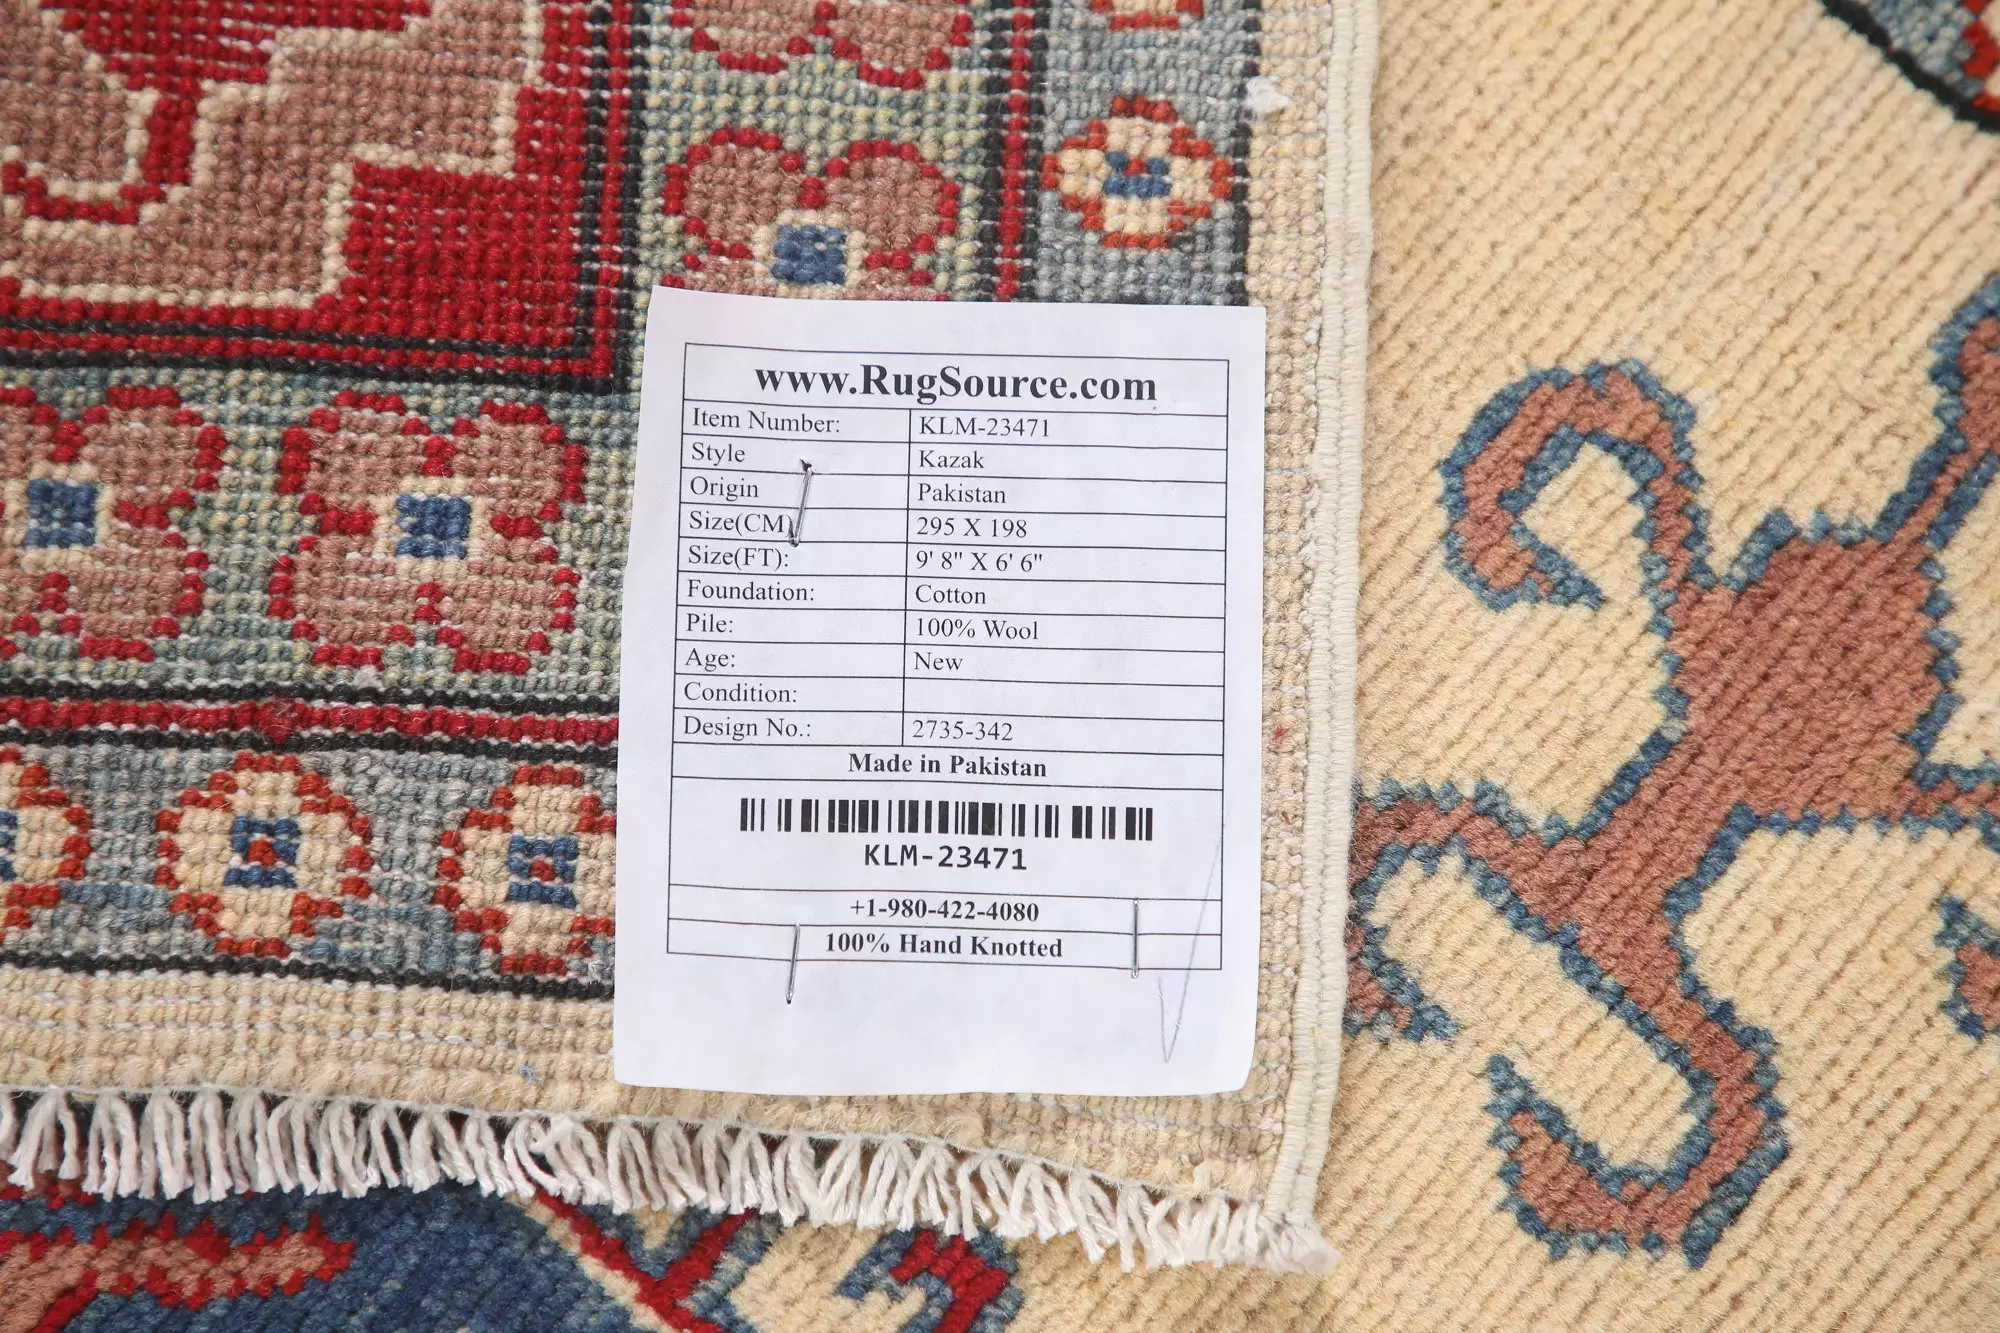 www.RugSource.com
Item Number: KLM-23471
Style Kazak
Origin Pakistan
Size(CM) 295 X 198
Size(FT): 9' 8" X 6' 6"
Foundation: Cotton
Pile: 100% Wool
Age: New
Condition:
Design No.: 2735-342
Made in Pakistan
KLM-23471
+1-980-422-4080
100% Hand Knotted